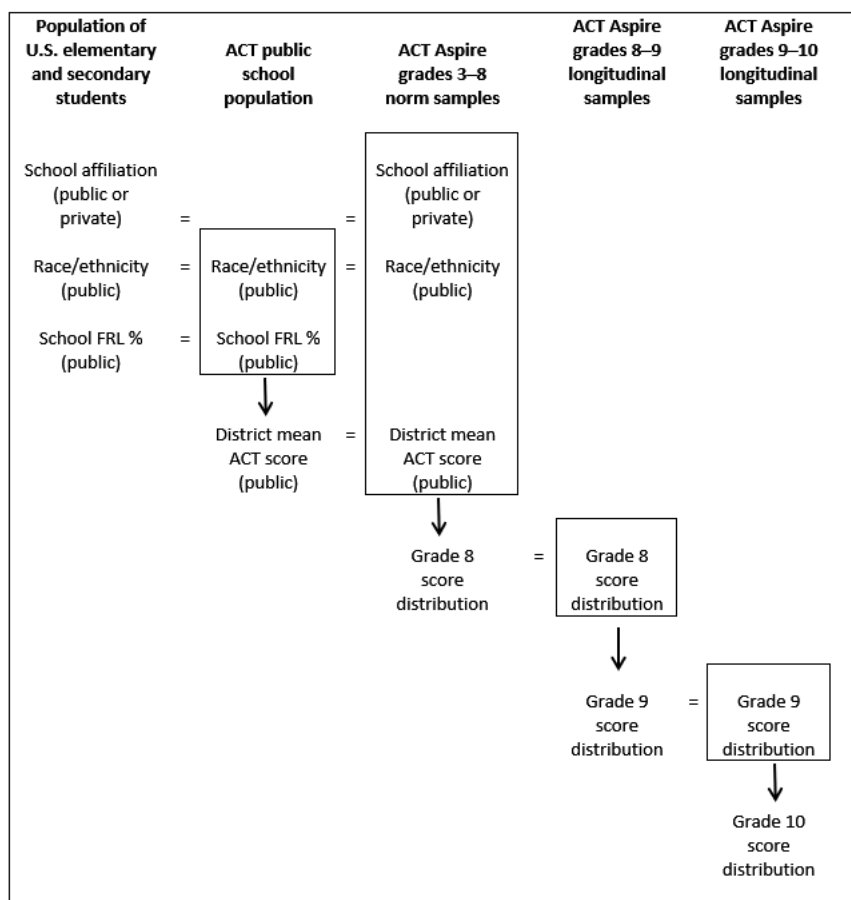 Population of
U.S. elementary
and secondary
students
ACT public
school
population
ACT Aspire
grades 3–8
norm samples
ACT Aspire
grades 8–9
longitudinal
samples
ACT Aspire
grades 9–10
longitudinal
samples
School affiliation
(public or
private)
=
=
School affiliation
(public or
private)
Race/ethnicity
(public)
=
Race/ethnicity
(public)
=
Race/ethnicity
(public)
School FRL %
(public)
=
School FRL %
(public)
District mean
ACT score
(public)
=
District mean
ACT score
(public)
Grade 8
score
distribution
=
Grade 8
score
distribution
Grade 9
score
distribution
=
Grade 9
score
distribution
Grade 10
score
distribution